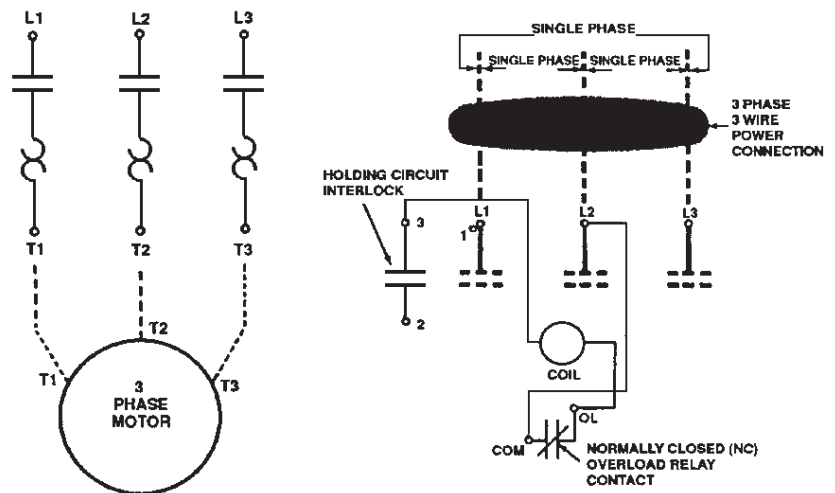 L1
L2
L3
T1
T2
T3
T2
T1
T3
3
PHASE
MOTOR
SINGLE PHASE
SINGLE PHASE
SINGLE PHASE
3 PHASE
3 WIRE
POWER
CONNECTION
HOLDING CIRCUIT
INTERLOCK
3
L1
L2
L3
1
2
COIL
OL
COM
NORMALLY CLOSED (NC)
OVERLOAD RELAY
CONTACT